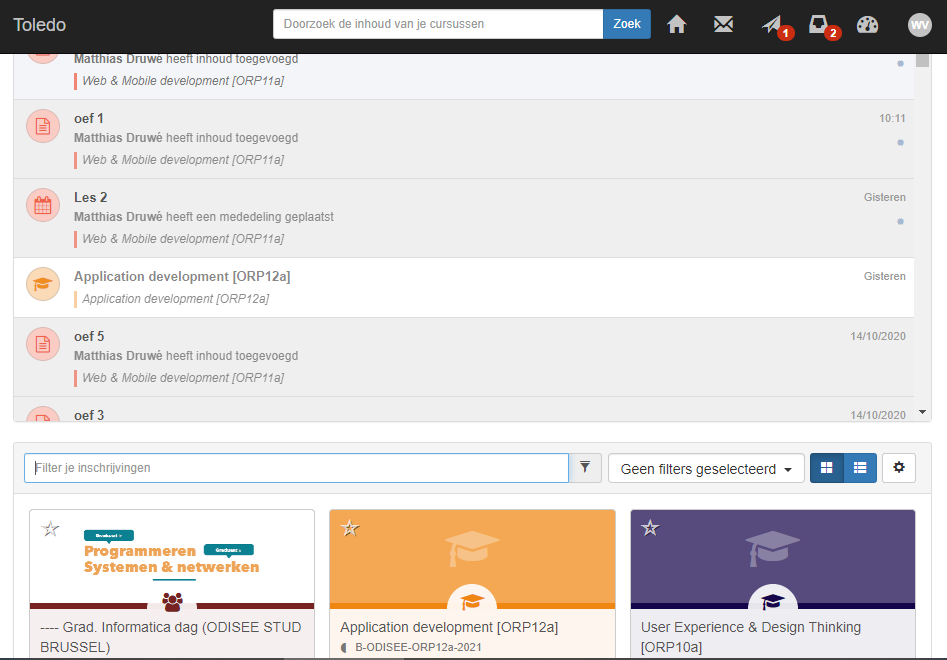 Toledo
Doorzoek de inhoud van je cursussen
Zoek
1
2
WV
Matthias Druwé heeft inhoud toegevoegd
Web & Mobile development [ORP11a]
oef 1
10:11
Matthias Druwé heeft inhoud toegevoegd
Web & Mobile development [ORP11a]
Les 2
Gisteren
Matthias Druwé heeft een mededeling geplaatst
Web & Mobile development [ORP11a]
Application development [ORP12a]
Gisteren
Application development [ORP12a]
oef 5
14/10/2020
Matthias Druwé heeft inhoud toegevoegd
Web & Mobile development [ORP11a]
oef 3
14/10/2020
Filter je inschrijvingen
Geen filters geselecteerd
Graduaat >
Programmeren
Graduaat >
Systemen & netwerken
---- Grad. Informatica dag (ODISEE STUD
BRUSSEL)
Application development [ORP12a]
B-ODISEE-ORP12a-2021
User Experience & Design Thinking
[ORP10a]